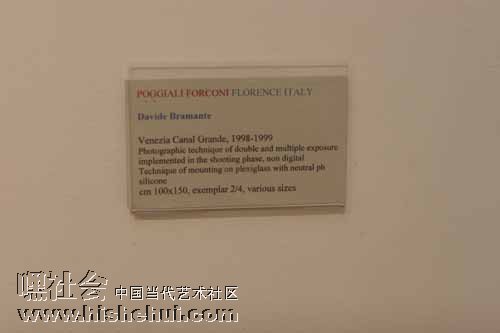 POGGIALI FORCONI FLORENCE ITALY
Davide Bramante
Venezia Canal Grande, 1998-1999
Photographic technique of double and multiple exposure
implemented in the shooting phase, non digital
Technique of mounting on plexiglass with neutral ph
silicone
cm 100x150, exemplar 2/4, various sizes
嘿社会 中国当代艺术社区
www.hishehui.com